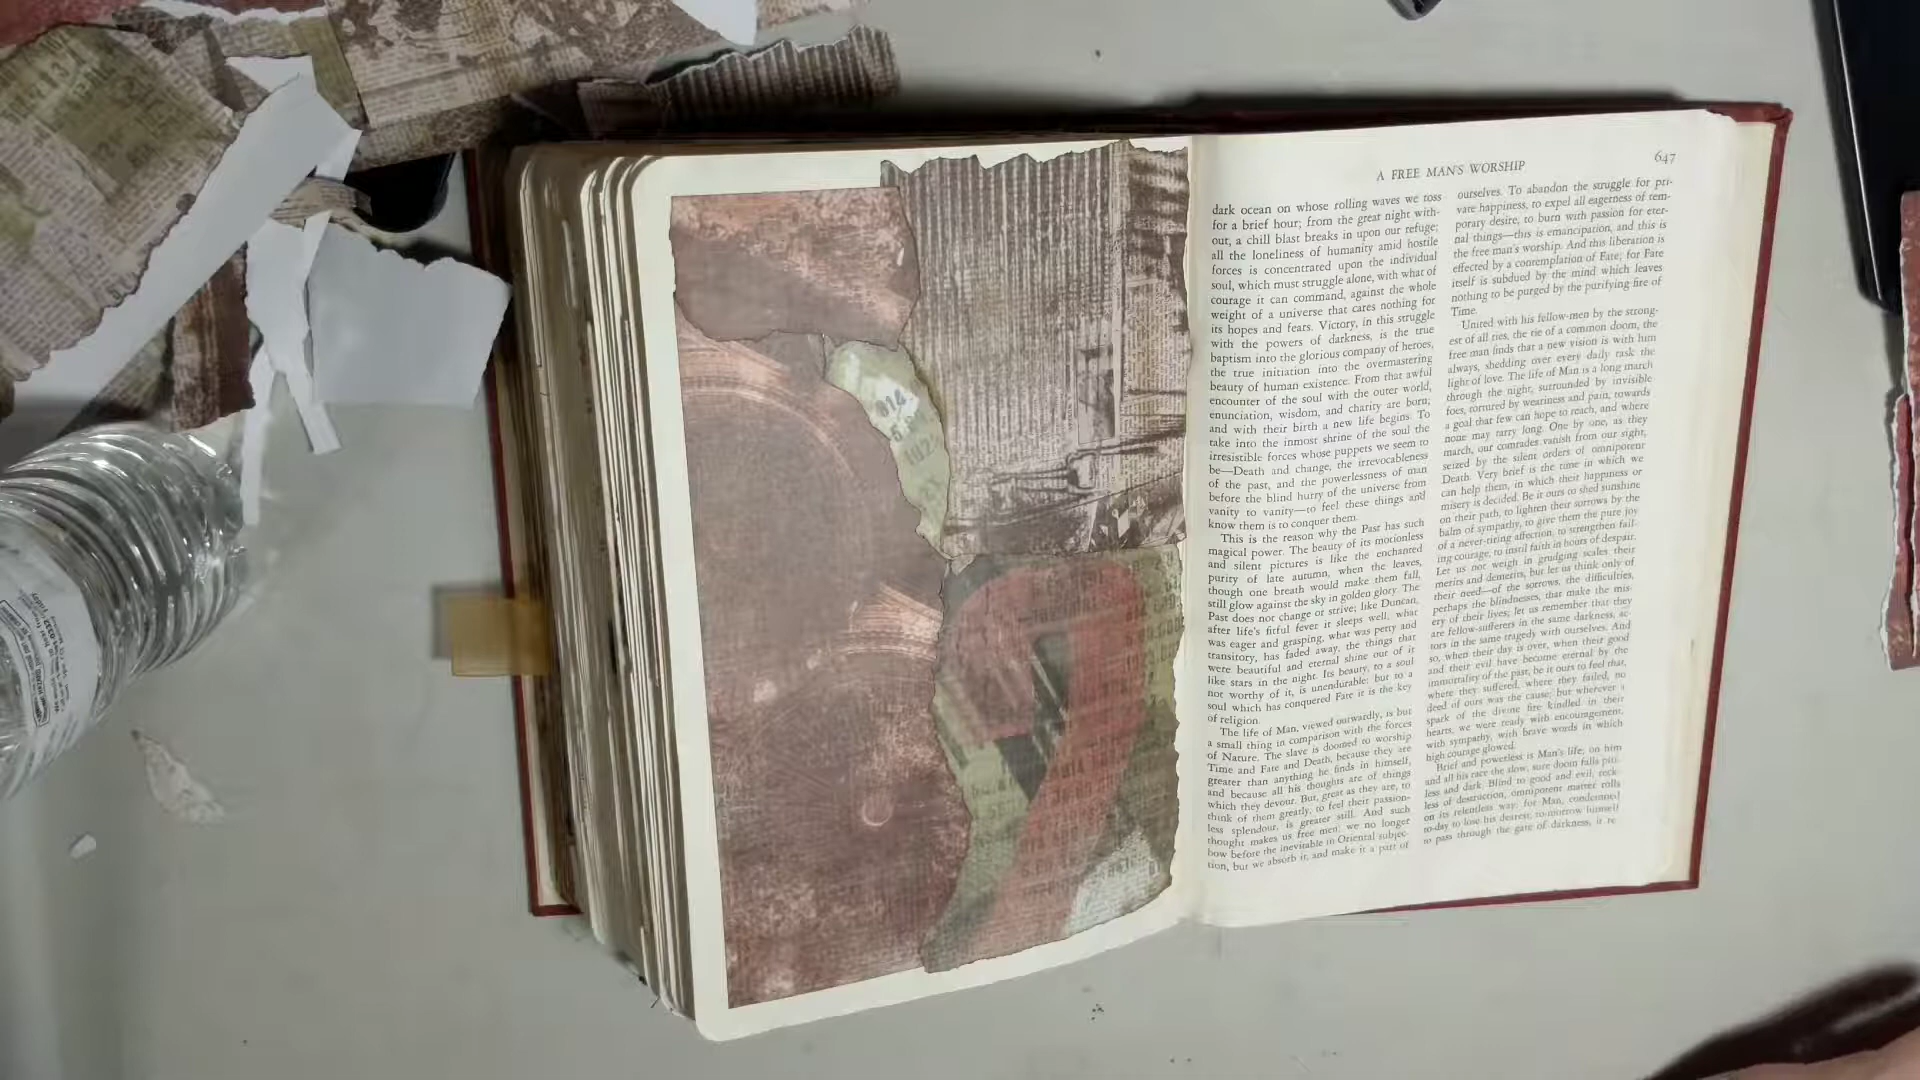 A FREE MAN'S WORSHIP
647
dark ocean on whose rolling waves we toss
for a brief hour; from the great night with-
out, a chill blast breaks in upon our refuge;
all the loneliness of humanity amid hostile
forces is concentrated upon the individual
soul, which must struggle alone, with what of
courage it can command, against the whole
weight of a universe that cares nothing for
its hopes and fears. Victory, in this struggle
with the powers of darkness, is the true
baptism into the glorious company of heroes,
the true initiation into the overmastering
beauty of human existence. From that awful
encounter of the soul with the outer world,
enunciation, wisdom, and charity are born;
and with their birth a new life begins. To
take into the inmost shrine of the soul the
irresistible forces whose puppets we seem to
be—Death and change, the irrevocableness
of the past, and the powerlessness of man
before the blind hurry of the universe from
vanity to vanity—to feel these things and
know them is to conquer them.
This is the reason why the Past has such
magical power. The beauty of its motionless
and silent pictures is like the enchanted
purity of late autumn, when the leaves,
though one breath would make them fall,
still glow against the sky in golden glory. The
Past does not change or strive; like Duncan,
after life's fitful fever it sleeps well; what
was eager and grasping, what was petty and
transitory, has faded away, the things that
were beautiful and eternal shine out of it
like stars in the night. Its beauty, to a soul
not worthy of it, is unendurable; but to a
soul which has conquered Fate it is the key
of religion.
The life of Man, viewed outwardly, is but
a small thing in comparison with the forces
of Nature. The slave is doomed to worship
Time and Fate and Death, because they are
greater than anything he finds in himself,
and because all his thoughts are of things
which they devour. But, great as they are, to
think of them greatly, to feel their passion-
less splendour, is greater still. And such
thought makes us free men; we no longer
bow before the inevitable in Oriental subjec-
tion, but we absorb it, and make it a part of
ourselves. To abandon the struggle for pri-
vate happiness, to expel all eagerness of tem-
porary desire, to burn with passion for eter-
nal things—this is emancipation, and this is
the free man's worship. And this liberation is
effected by a contemplation of Fate; for Fate
itself is subdued by the mind which leaves
nothing to be purged by the purifying fire of
Time.
United with his fellow-men by the strong-
est of all ties, the tie of a common doom, the
free man finds that a new vision is with him
always, shedding over every daily task the
light of love. The life of Man is a long march
through the night, surrounded by invisible
foes, tortured by weariness and pain, towards
a goal that few can hope to reach, and where
none may tarry long. One by one, as they
march, our comrades vanish from our sight,
seized by the silent orders of omnipotent
Death. Very brief is the time in which we
can help them, in which their happiness or
misery is decided. Be it ours to shed sunshine
on their path, to lighten their sorrows by the
balm of sympathy, to give them the pure joy
of a never-tiring affection, to strengthen fail-
ing courage, to instil faith in hours of despair.
Let us not weigh in grudging scales their
merits and demerits, but let us think only of
their need—of the sorrows, the difficulties,
perhaps the blindnesses, that make the mis-
ery of their lives; let us remember that they
are fellow-sufferers in the same darkness, ac-
tors in the same tragedy with ourselves. And
so, when their day is over, when their good
and their evil have become eternal by the
immortality of the past, be it ours to feel that,
where they suffered, where they failed, no
deed of ours was the cause; but wherever a
spark of the divine fire kindled in their
hearts, we were ready with encouragement,
with sympathy, with brave words in which
high courage glowed.
Brief and powerless is Man's life; on him
and all his race the slow, sure doom falls piti-
less and dark. Blind to good and evil, reck-
less of destruction, omnipotent matter rolls
on its relentless way; for Man, condemned
to-day to lose his dearest, to-morrow himself
to pass through the gate of darkness, it re-